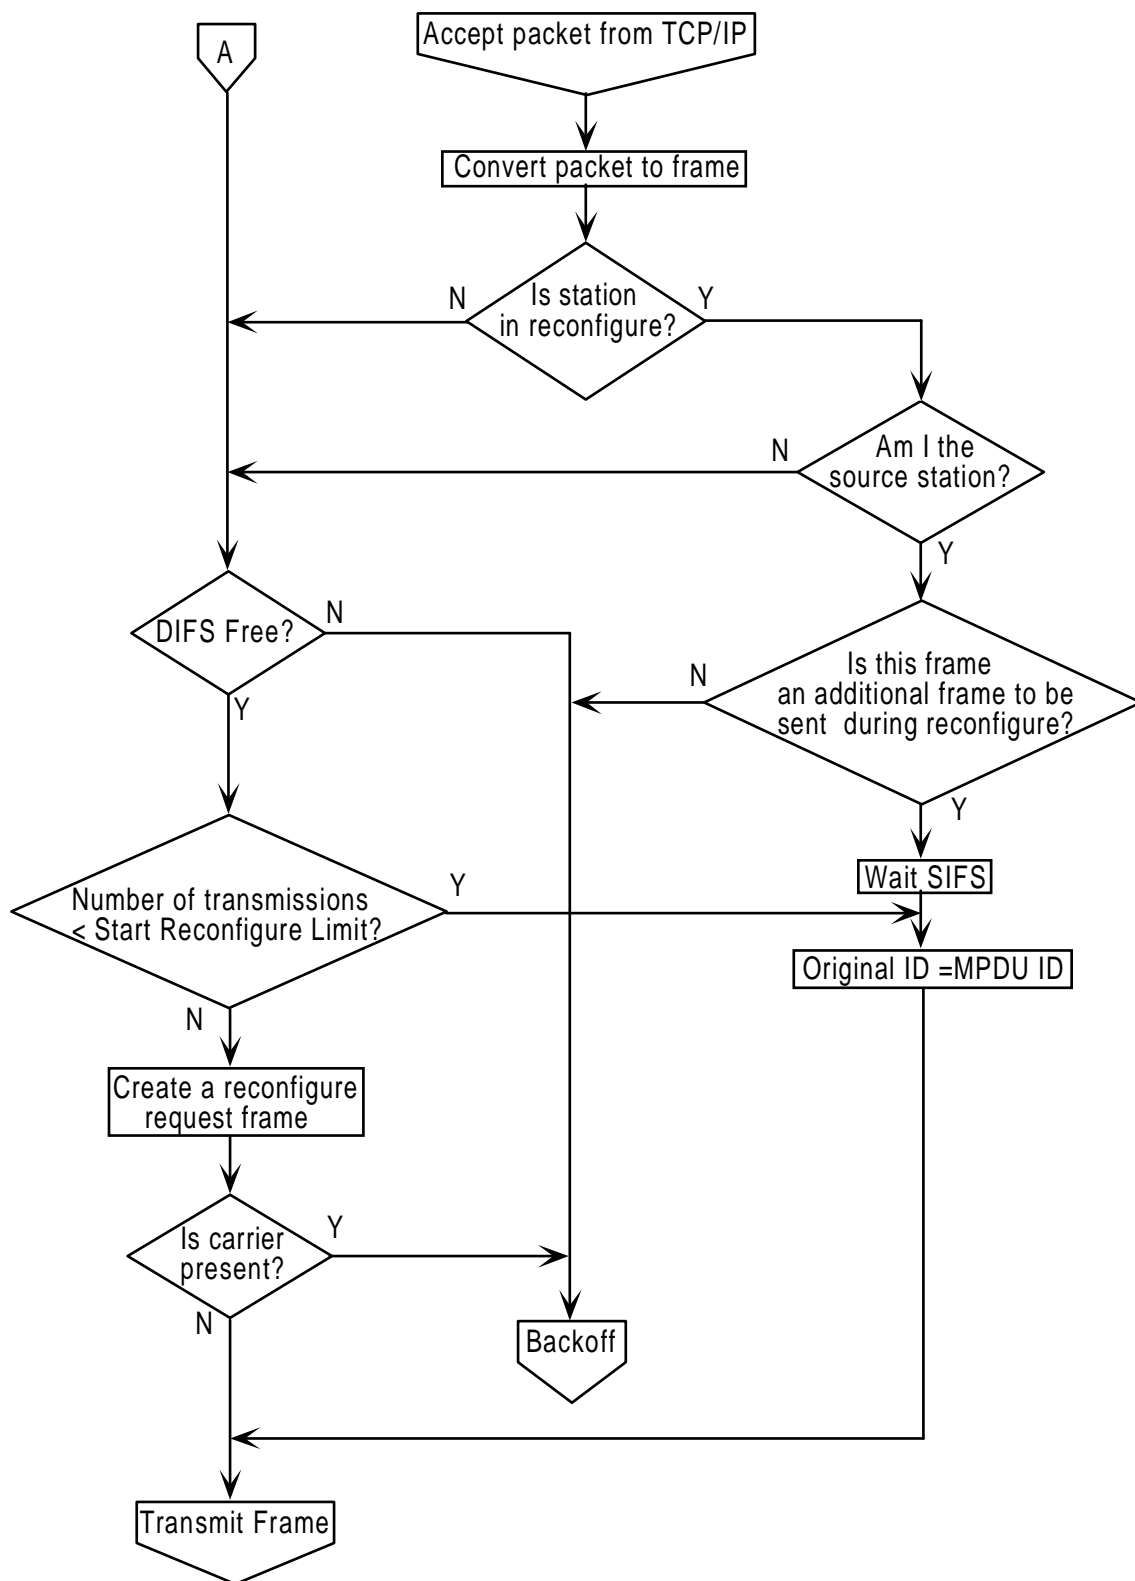 A
Accept packet from TCP/IP
Convert packet to frame
N
Is station
in reconfigure?
Y
N
Am I the
source station?
Y
DIFS Free?
N
Y
N
Is this frame
an additional frame to be
sent during reconfigure?
Y
Number of transmissions
< Start Reconfigure Limit?
Y
N
Wait SIFS
Original ID =MPDU ID
Create a reconfigure
request frame
Is carrier
present?
Y
N
Backoff
Transmit Frame